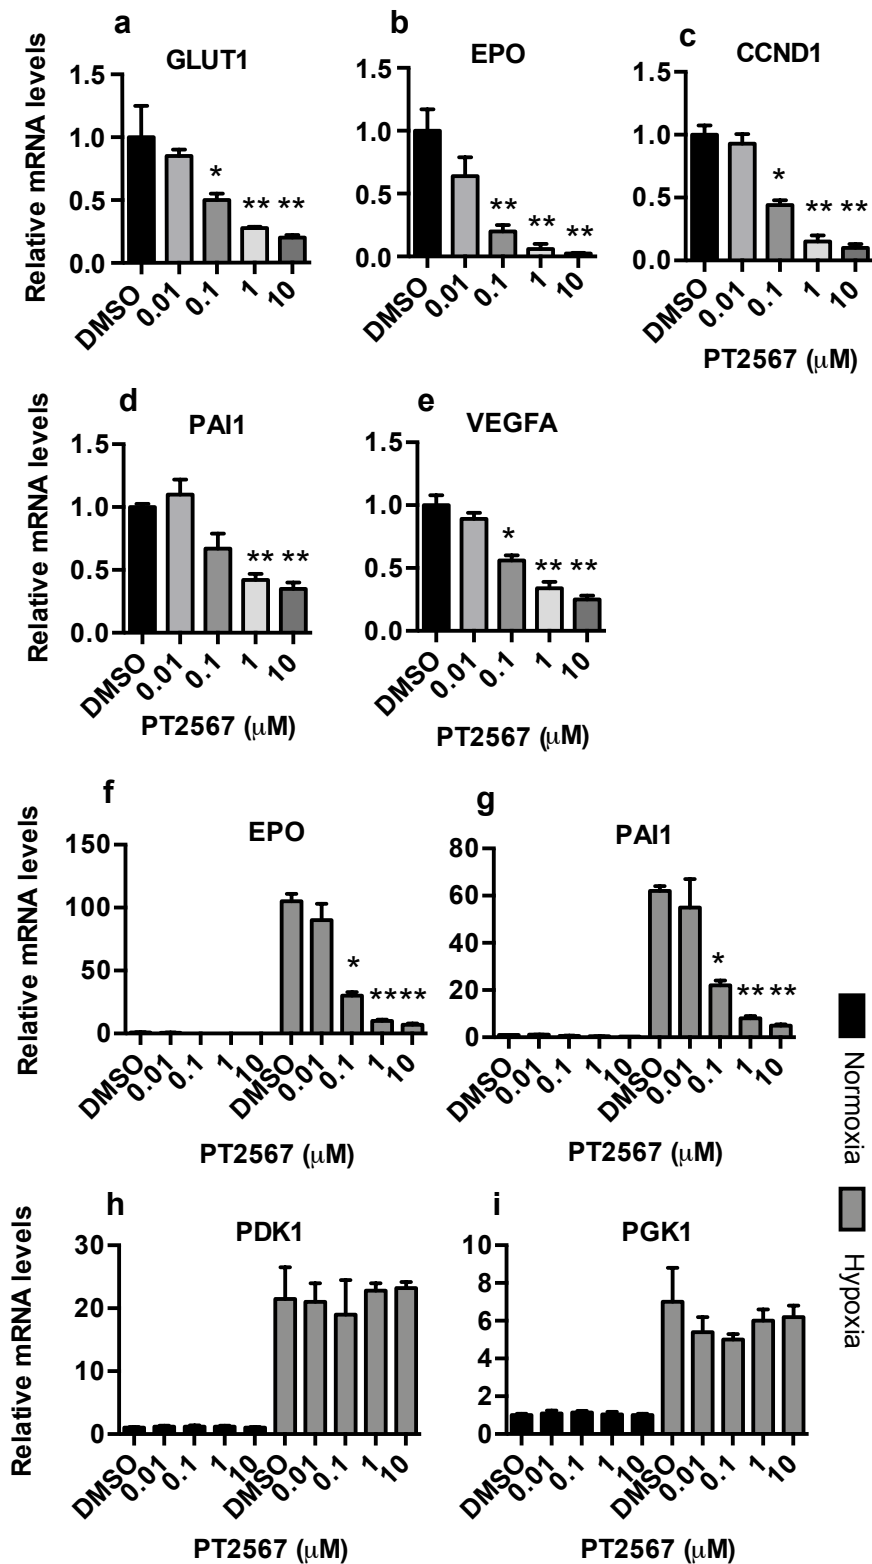 a
GLUT1
b
EPO
c
CCND1
Relative mRNA levels
1.5
1.0
0.5
0.0
* ** **
DMSO 0.01 0.1 1 10
1.5
1.0
0.5
0.0
** ** **
DMSO 0.01 0.1 1 10
1.5
1.0
0.5
0.0
* ** **
DMSO 0.01 0.1 1 10
PT2567 (μM)
d
PAI1
e
VEGFA
Relative mRNA levels
1.5
1.0
0.5
0.0
** **
DMSO 0.01 0.1 1 10
PT2567 (μM)
1.5
1.0
0.5
0.0
* ** **
DMSO 0.01 0.1 1 10
PT2567 (μM)
f
EPO
Relative mRNA levels
150
100
50
0
* ** **
DMSO 0.01 0.1 1 10 DMSO 0.01 0.1 1 10
PT2567 (μM)
g
PAI1
80
60
40
20
0
* ** **
DMSO 0.01 0.1 1 10 DMSO 0.01 0.1 1 10
PT2567 (μM)
Normoxia
Hypoxia
h
PDK1
Relative mRNA levels
30
20
10
0
DMSO 0.01 0.1 1 10 DMSO 0.01 0.1 1 10
PT2567 (μM)
i
PGK1
10
8
6
4
2
0
DMSO 0.01 0.1 1 10 DMSO 0.01 0.1 1 10
PT2567 (μM)